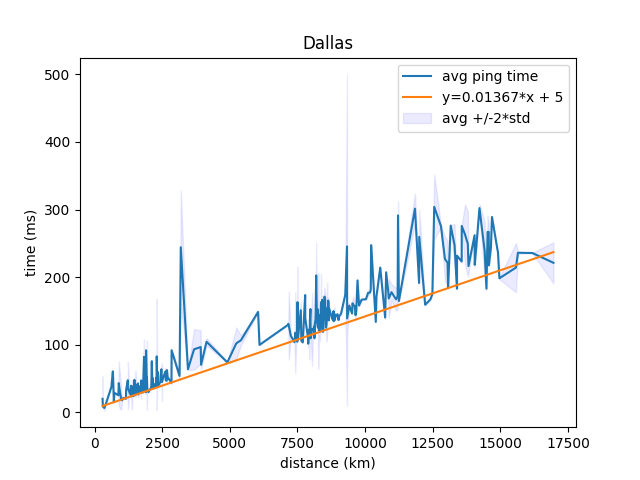 Dallas
avg ping time
y=0.01367*x + 5
avg +/-2*std
500
400
300
200
100
0
time (ms)
0 2500 5000 7500 10000 12500 15000 17500
distance (km)